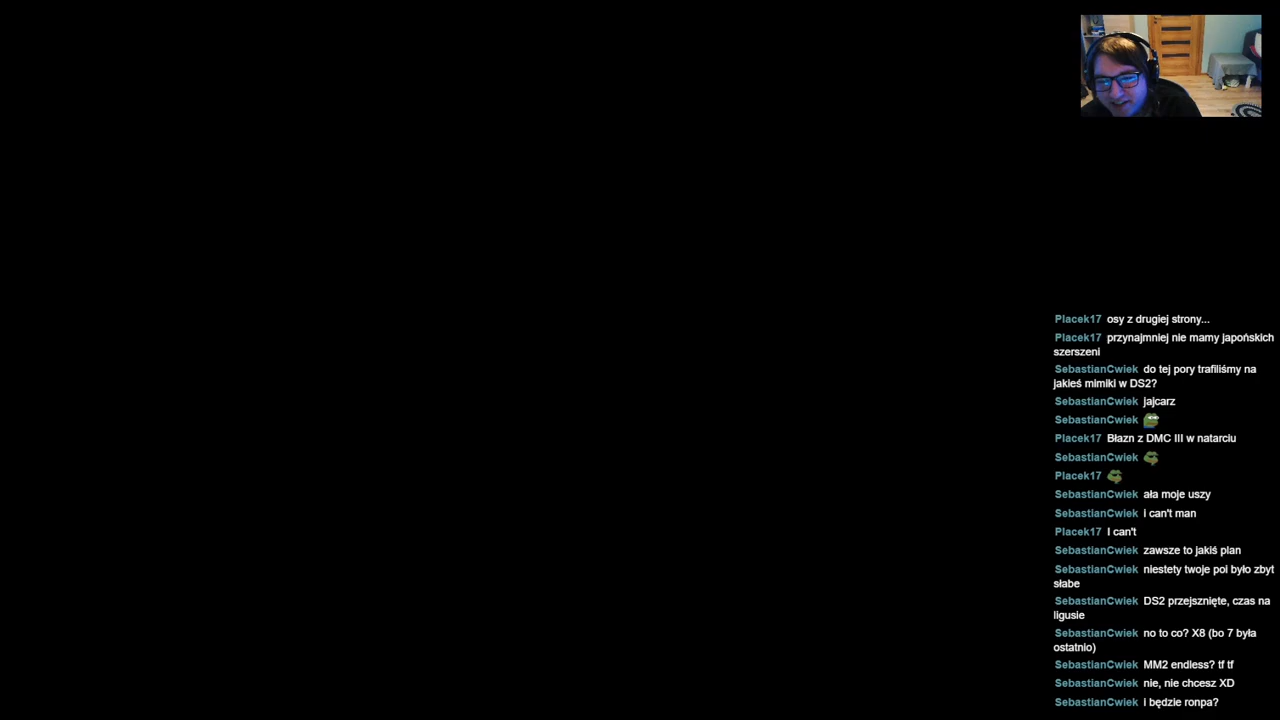 Placek17 osy z drugiej strony...
Placek17 przynajmniej nie mamy japońskich
szerszeni
SebastianCwiek do tej pory trafiliśmy na
jakieś mimiki w DS2?
SebastianCwiek jajcarz
SebastianCwiek
Placek17 Błazn z DMC III w natarciu
SebastianCwiek
Placek17
SebastianCwiek ała moje uszy
SebastianCwiek i can't man
Placek17 I can't
SebastianCwiek zawsze to jakiś plan
SebastianCwiek niestety twoje poi było zbyt
słabe
SebastianCwiek DS2 przejsznięte, czas na
ligusie
SebastianCwiek no to co? X8 (bo 7 była
ostatnio)
SebastianCwiek MM2 endless? tf tf
SebastianCwiek nie, nie chcesz XD
SebastianCwiek i będzie ronpa?